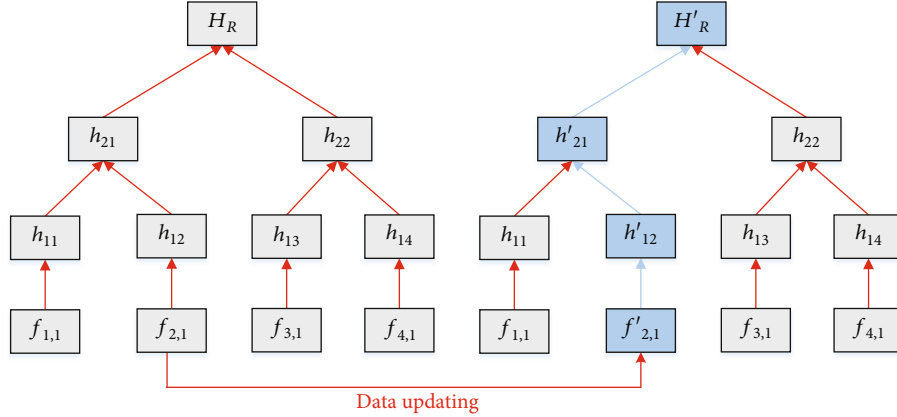 H_R H'_R
h_21 h_22 h'_21 h_22
h_11 h_12 h_13 h_14 h_11 h'_12 h_13 h_14
f_1,1 f_2,1 f_3,1 f_4,1 f_1,1 f'_2,1 f_3,1 f_4,1
Data updating